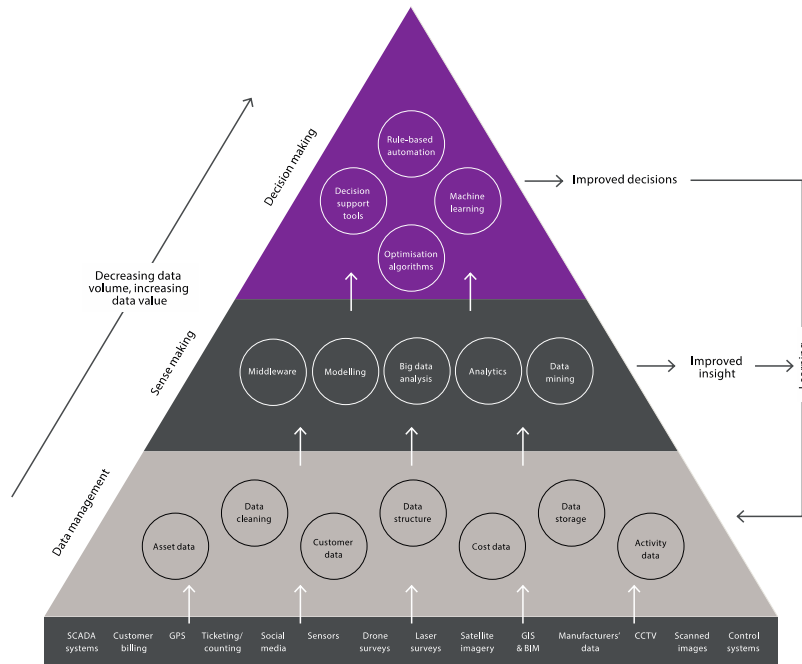 Decision making
Rule-based
automation
Decision
support
tools
Machine
learning
Optimisation
algorithms
Improved decisions
Decreasing data
volume, increasing
data value
Sense making
Middleware
Modelling
Big data
analysis
Analytics
Data
mining
Improved
insight
Data management
Asset data
Data
cleaning
Customer
data
Data
structure
Cost data
Data
storage
Activity
data
SCADA
systems
Customer
billing
GPS
Ticketing/
counting
Social
media
Sensors
Drone
surveys
Laser
surveys
Satellite
imagery
GIS
& BIM
Manufacturers'
data
CCTV
Scanned
images
Control
systems